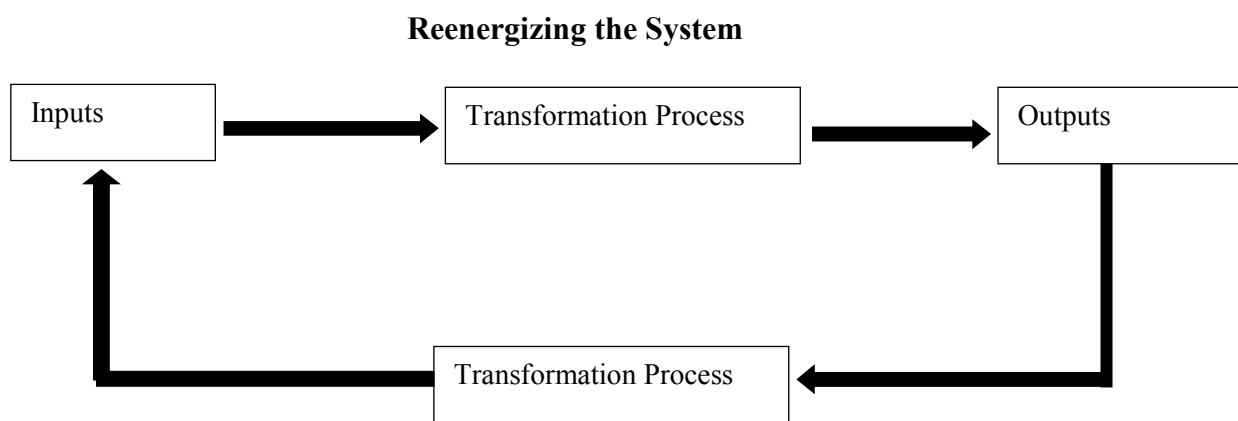 Reenergizing the System
Inputs
Transformation Process
Outputs
Transformation Process